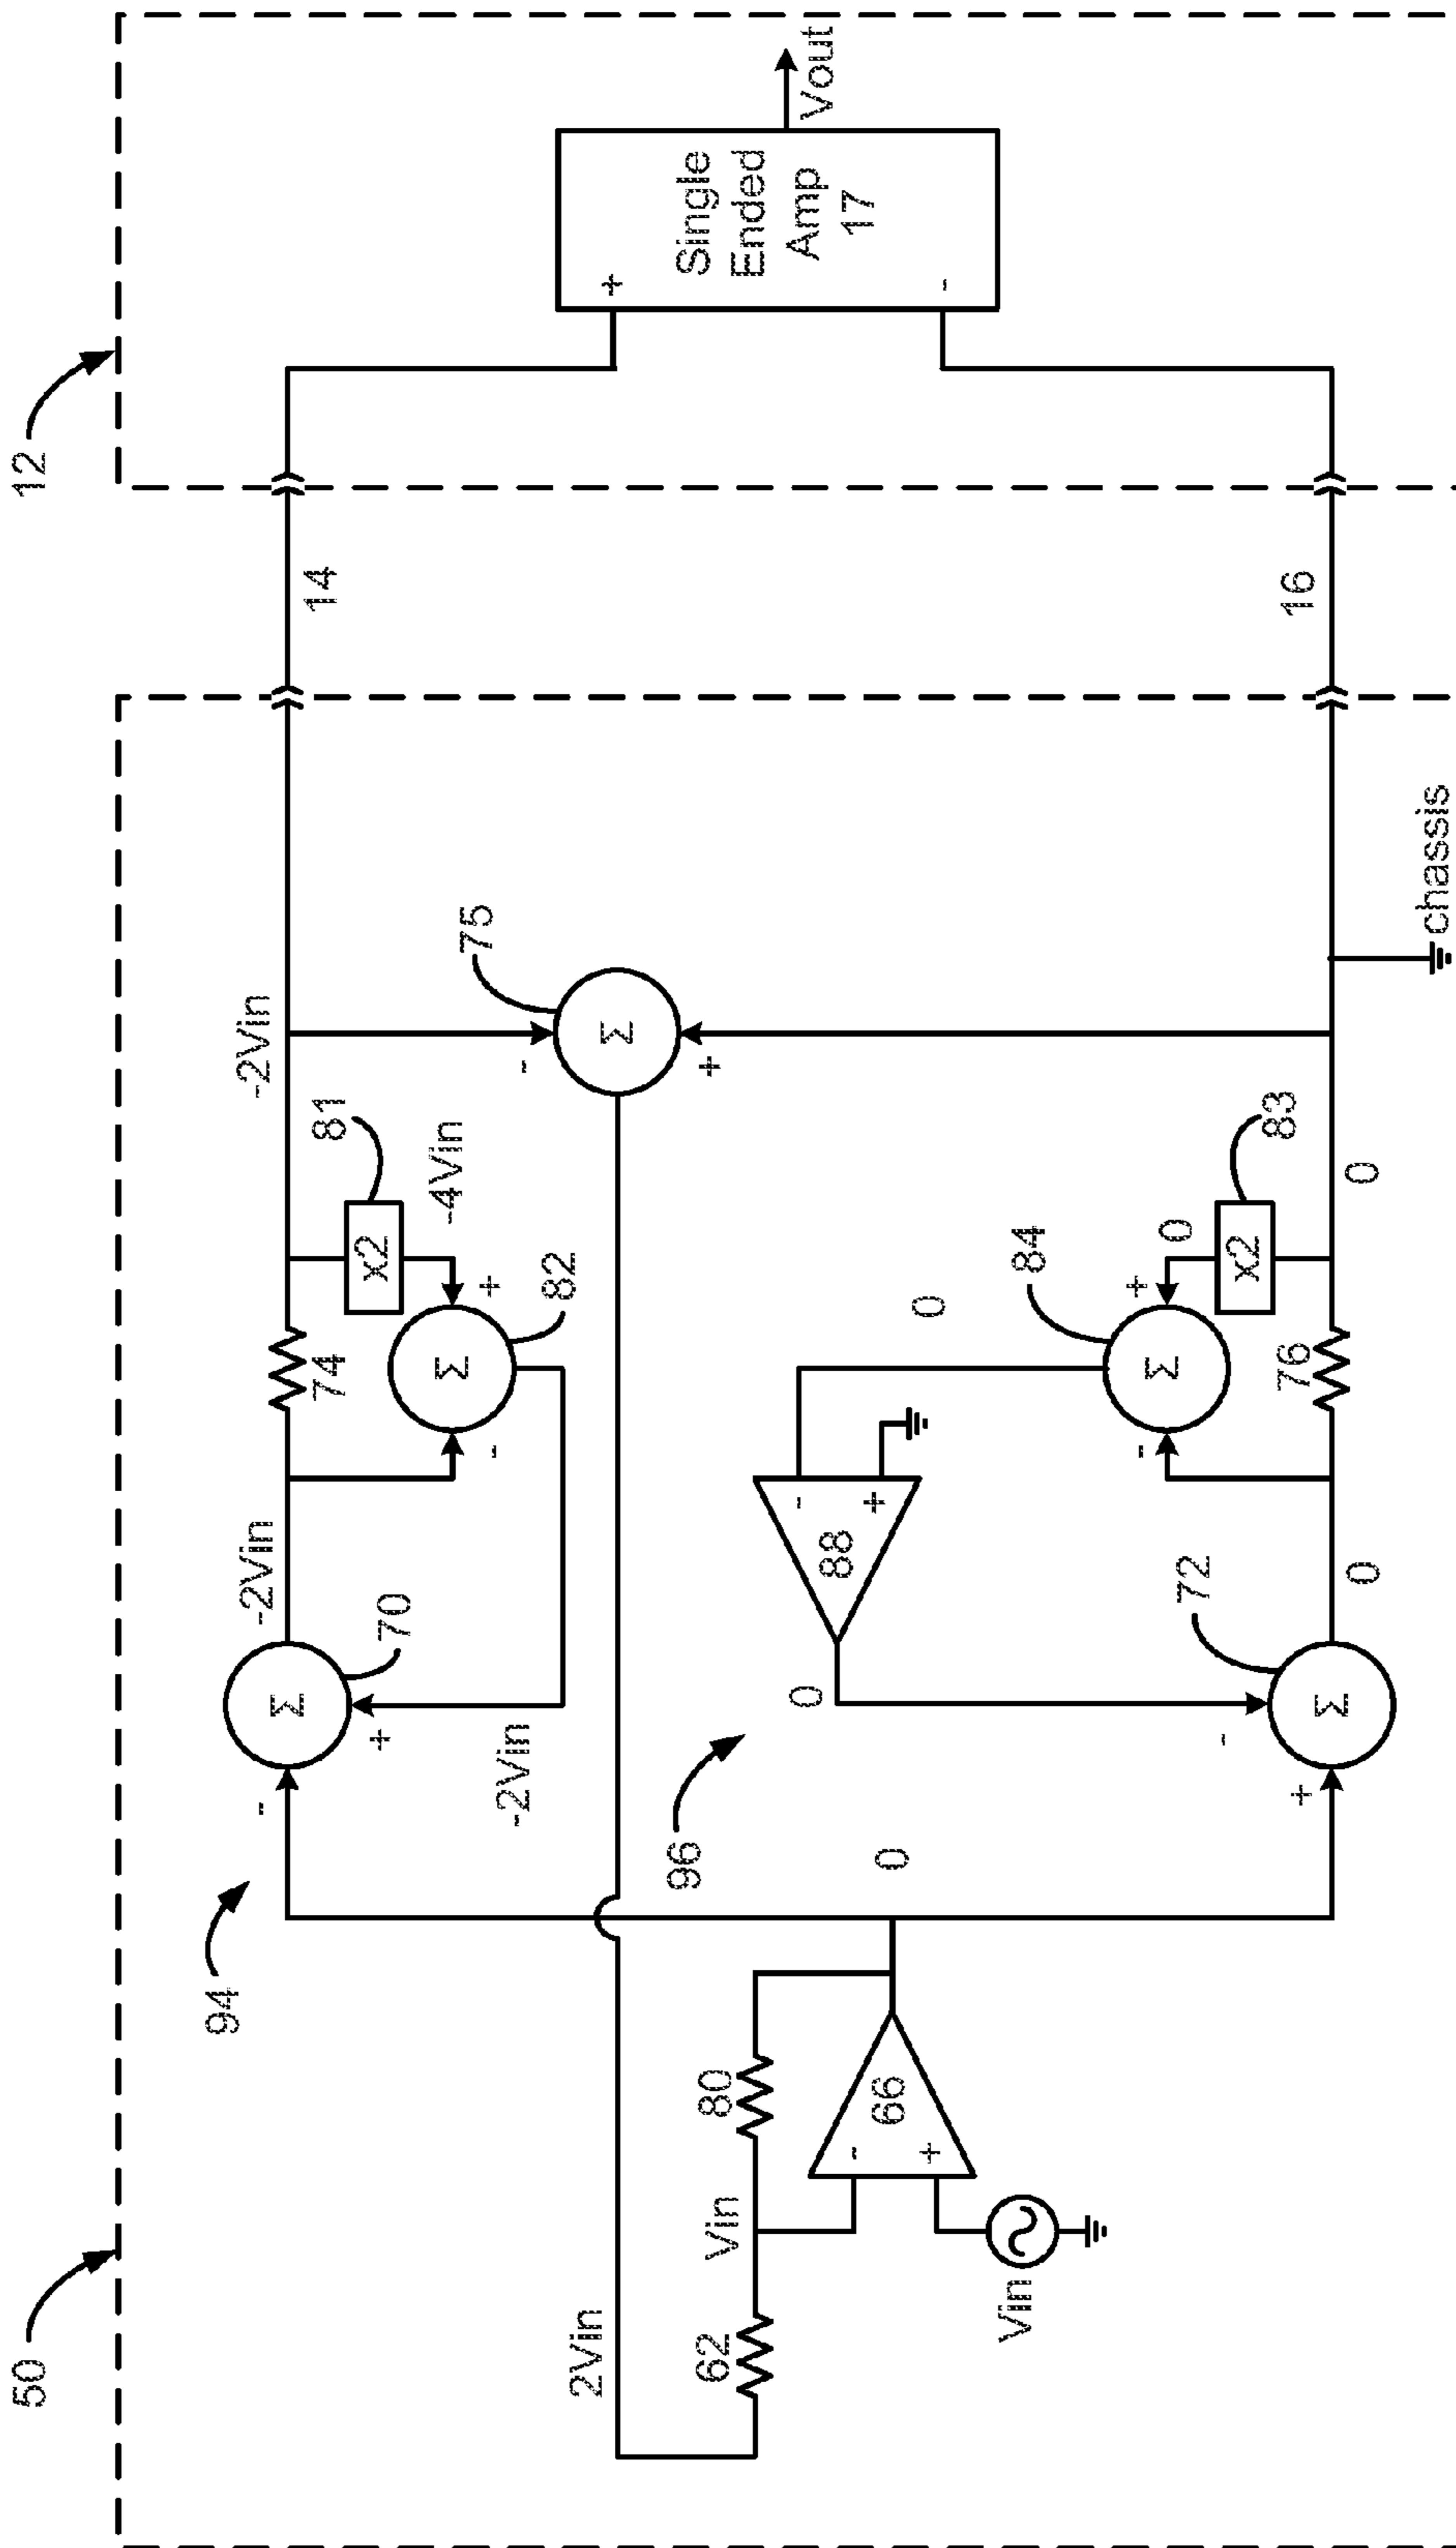 50
12
94
-
Σ
+
70
-2Vin
-2Vin
74
-
Σ
+
82
x2
81
-4Vin
-2Vin
14
2Vin
-
Σ
+
75
+
-
Single
Ended
Amp
17
Vout
62
Vin
80
-
+
66
Vin
0
96
0
88
-
+
0
+
-
Σ
72
0
-
Σ
+
84
0
x2
83
76
0
16
chassis